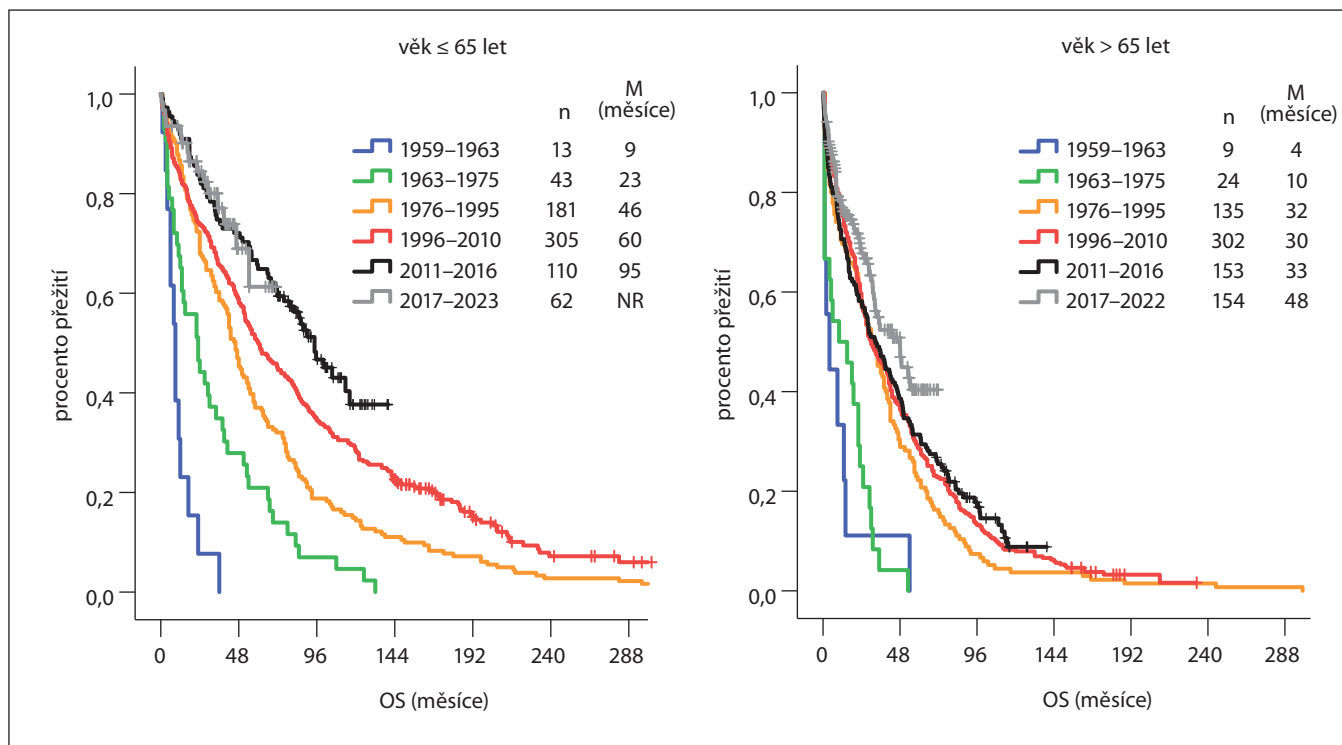 věk ≤ 65 let
n M (měsíce)
1959–1963 13 9
1963–1975 43 23
1976–1995 181 46
1996–2010 305 60
2011–2016 110 95
2017–2023 62 NR
procento přežití
1,0
0,8
0,6
0,4
0,2
0,0
0 48 96 144 192 240 288
OS (měsíce)
věk > 65 let
n M (měsíce)
1959–1963 9 4
1963–1975 24 10
1976–1995 135 32
1996–2010 302 30
2011–2016 153 33
2017–2022 154 48
procento přežití
1,0
0,8
0,6
0,4
0,2
0,0
0 48 96 144 192 240 288
OS (měsíce)